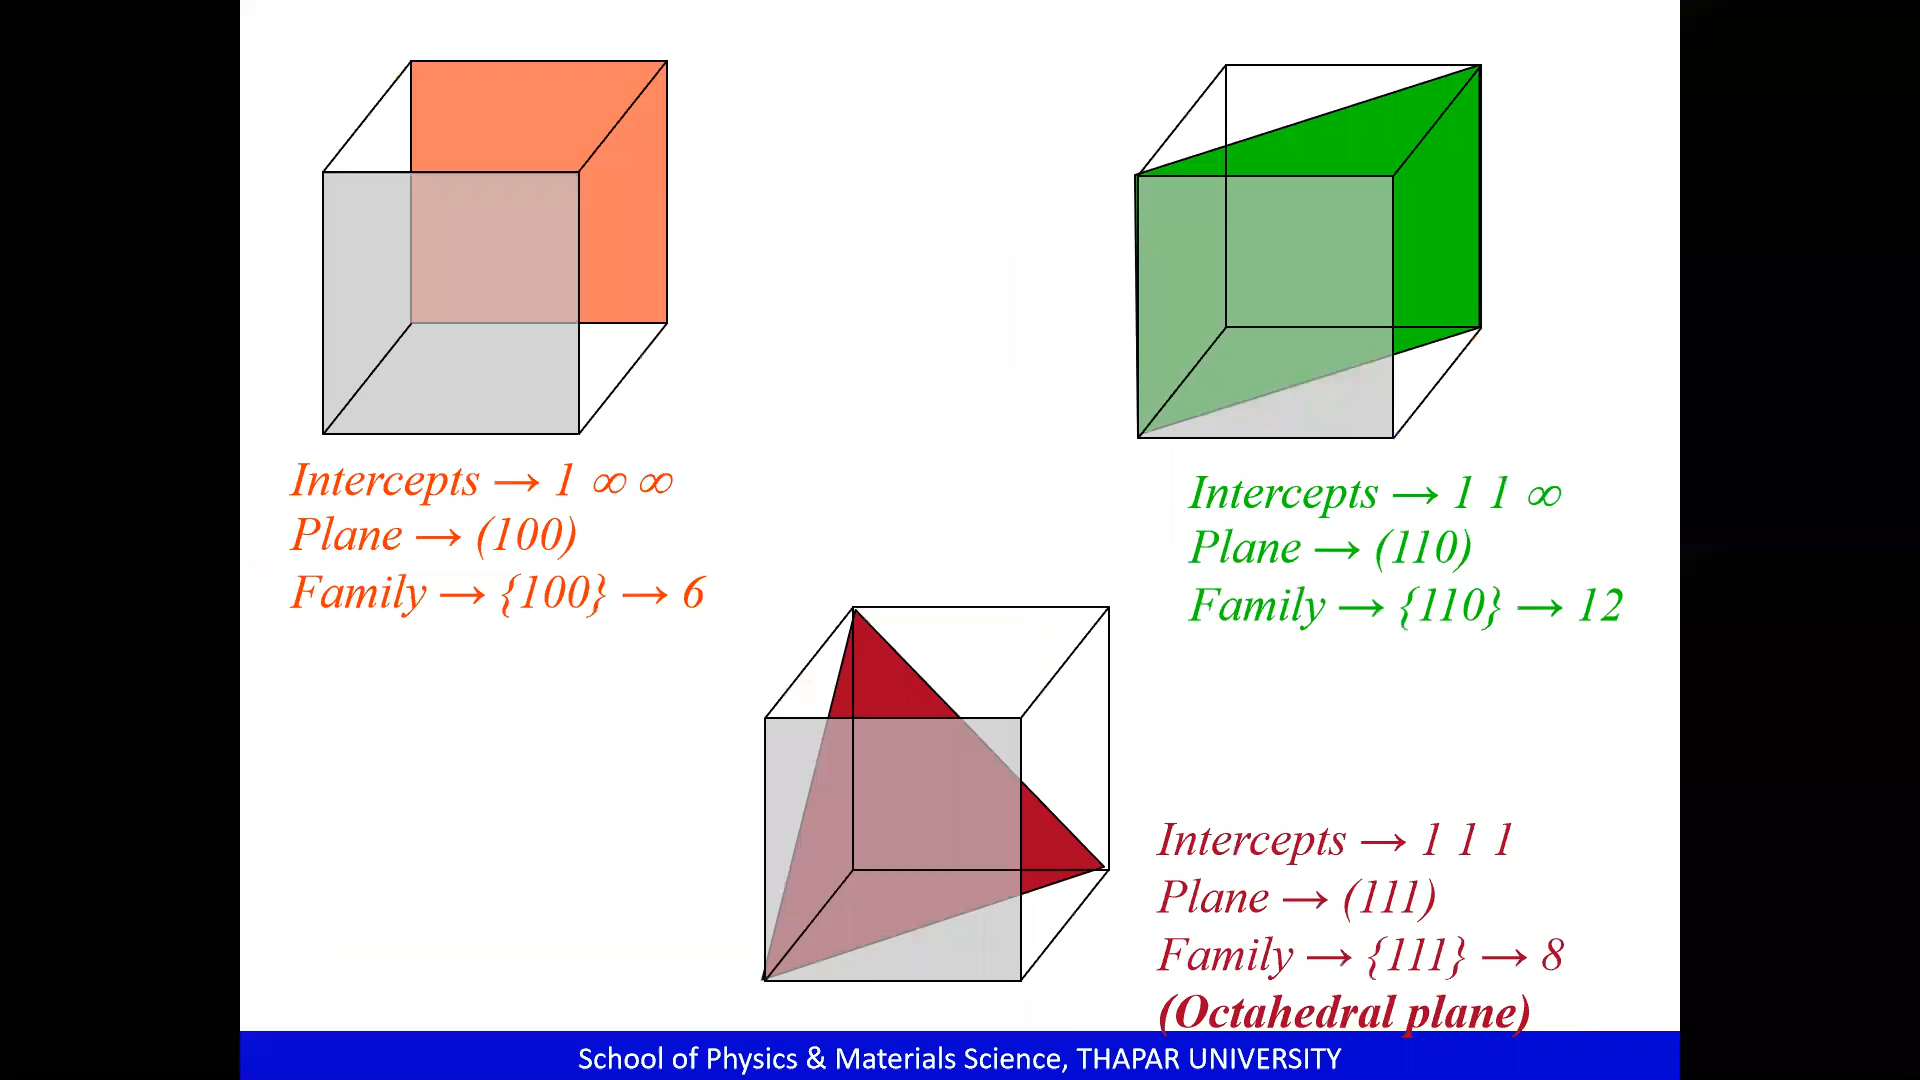 Intercepts → 1 ∞ ∞
Plane → (100)
Family → {100} → 6
Intercepts → 1 1 ∞
Plane → (110)
Family → {110} → 12
Intercepts → 1 1 1
Plane → (111)
Family → {111} → 8
(Octahedral plane)
School of Physics & Materials Science, THAPAR UNIVERSITY